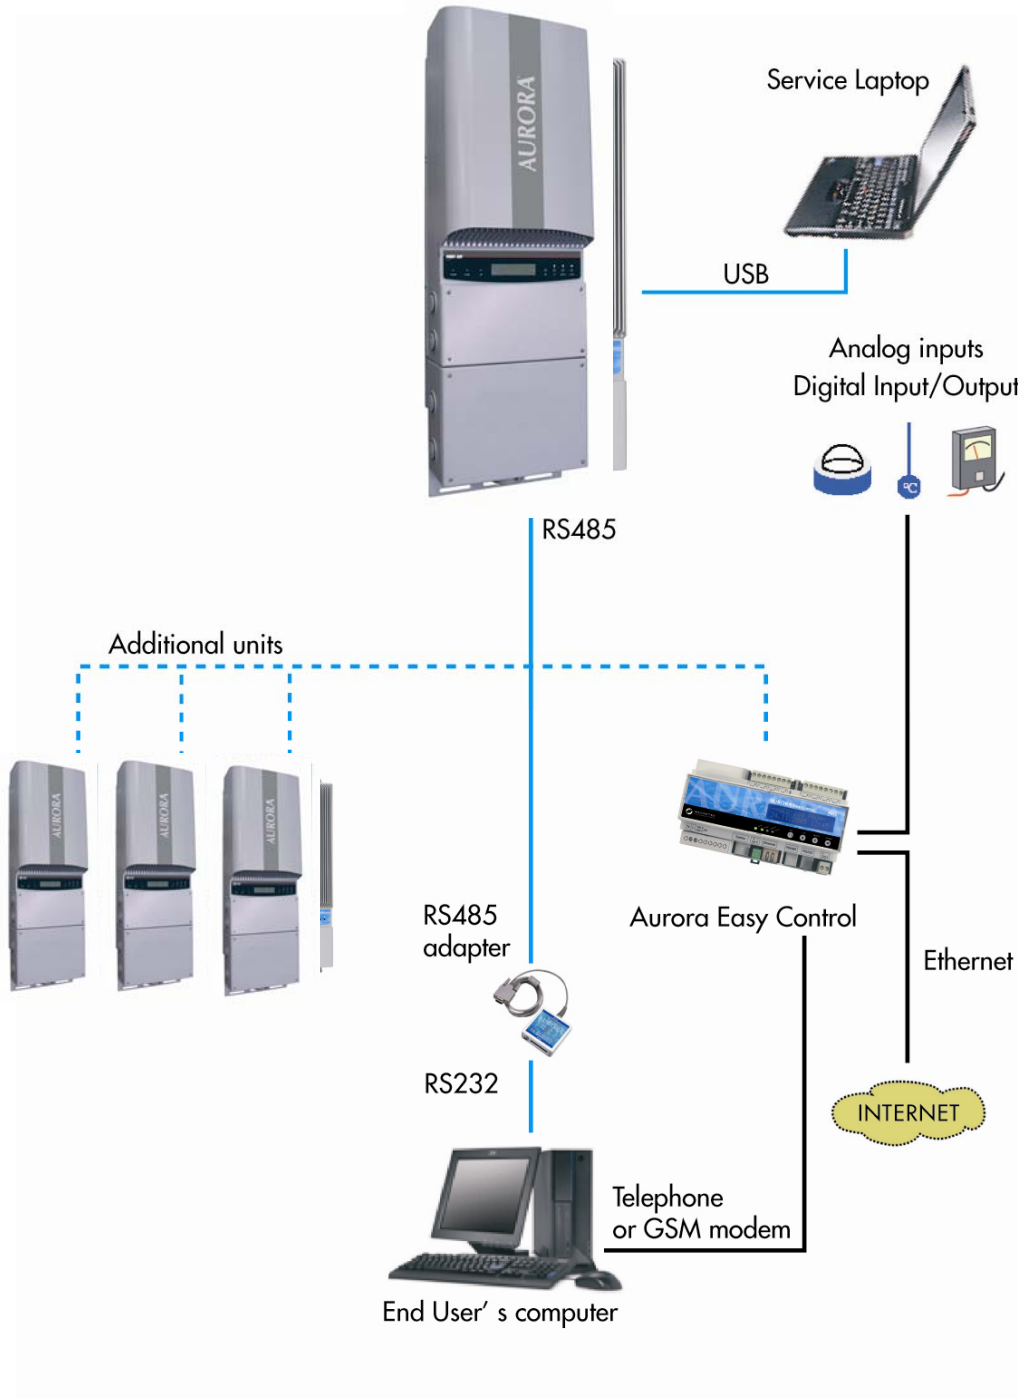 AURORA
Service Laptop
USB
Analog inputs
Digital Input/Output
°C
RS485
Additional units
AURORA
AURORA
AURORA
Aurora Easy Control
RS485
adapter
Ethernet
RS232
INTERNET
Telephone
or GSM modem
End User’ s computer